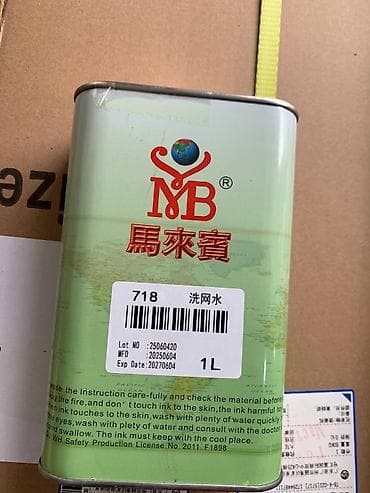 ize
MB®
馬來賓
718 洗网水
Lot NO :25060420
MFD :20250604
Exp Date:20270604
1L
the Instruction care-fully and check the material before
the fire,and don't touch ink to the skin,the ink harmful to
ink touches to the skin,wash with plenty of water quickly
eyes,wash with plety of water and consult with the doctor
and swallow. The ink must keep with the cool place.
Safety Production License No. 2011. F1898